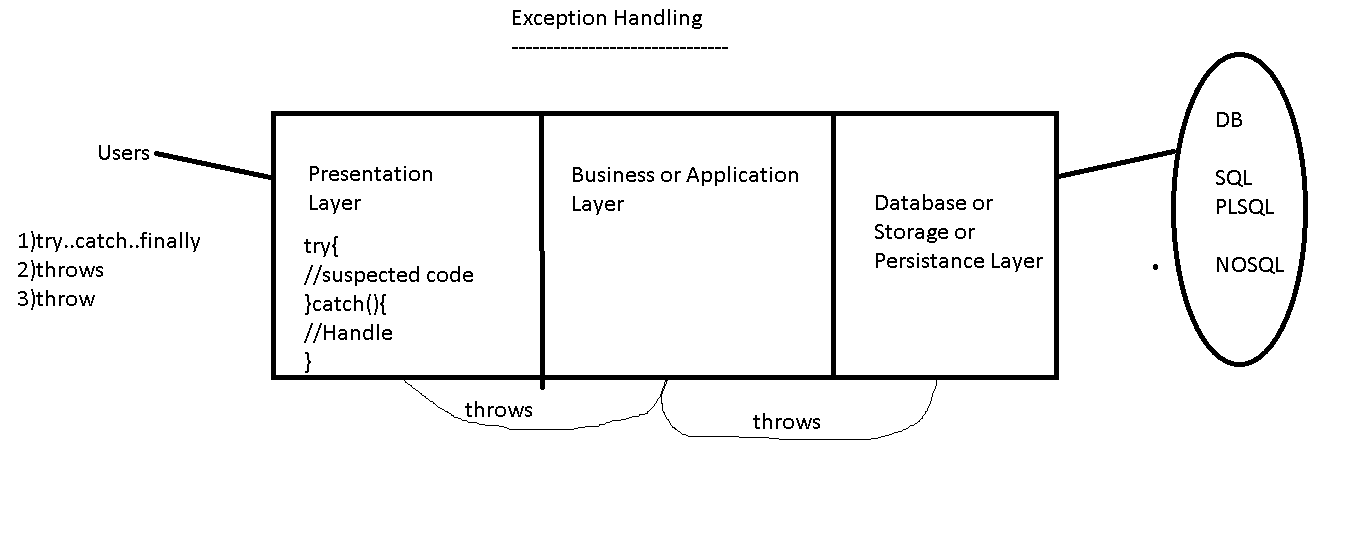 Exception Handling
-------------------------------
Users
1)try..catch..finally
2)throws
3)throw
Presentation
Layer
try{
//suspected code
}catch(){
//Handle
}
Business or Application
Layer
Database or
Storage or
Persistance Layer
DB
SQL
PLSQL
NOSQL
throws
throws